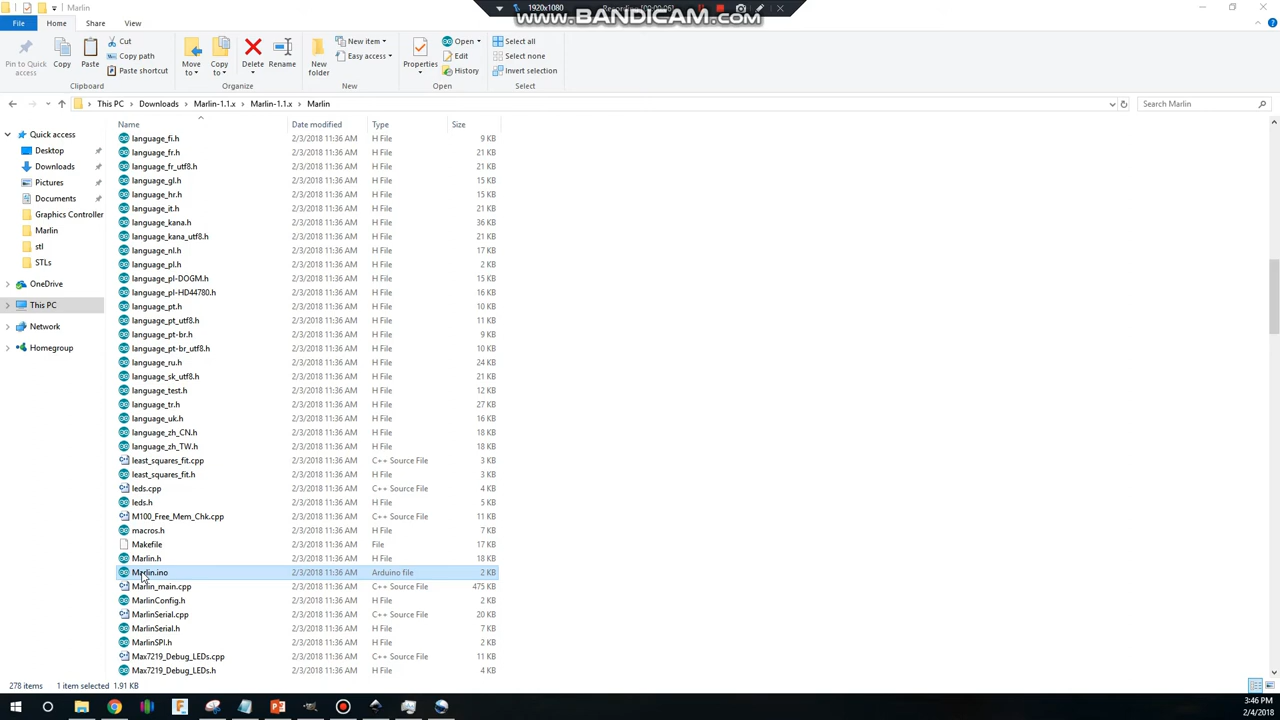 Marlin
1920x1080
Recording [00:00:06]
www.BANDICAM.com
File
Home
Share
View
Pin to Quick access
Copy
Paste
Cut
Copy path
Paste shortcut
Clipboard
Move to
Copy to
Delete
Rename
Organize
New folder
New item
Easy access
New
Properties
Open
Edit
History
Open
Select all
Select none
Invert selection
Select
This PC
Downloads
Marlin-1.1.x
Marlin-1.1.x
Marlin
Search Marlin
Quick access
Desktop
Downloads
Pictures
Documents
Graphics Controller
Marlin
stl
STLs
OneDrive
This PC
Network
Homegroup
Name Date modified Type Size
language_fi.h 2/3/2018 11:36 AM H File 9 KB
language_fr.h 2/3/2018 11:36 AM H File 21 KB
language_fr_utf8.h 2/3/2018 11:36 AM H File 21 KB
language_gl.h 2/3/2018 11:36 AM H File 15 KB
language_hr.h 2/3/2018 11:36 AM H File 15 KB
language_it.h 2/3/2018 11:36 AM H File 21 KB
language_kana.h 2/3/2018 11:36 AM H File 36 KB
language_kana_utf8.h 2/3/2018 11:36 AM H File 21 KB
language_nl.h 2/3/2018 11:36 AM H File 17 KB
language_pl.h 2/3/2018 11:36 AM H File 2 KB
language_pl-DOGM.h 2/3/2018 11:36 AM H File 21 KB
language_pl-HD44780.h 2/3/2018 11:36 AM H File 16 KB
language_pt.h 2/3/2018 11:36 AM H File 10 KB
language_pt_utf8.h 2/3/2018 11:36 AM H File 11 KB
language_pt-br.h 2/3/2018 11:36 AM H File 9 KB
language_pt-br_utf8.h 2/3/2018 11:36 AM H File 10 KB
language_ru.h 2/3/2018 11:36 AM H File 24 KB
language_sk_utf8.h 2/3/2018 11:36 AM H File 21 KB
language_test.h 2/3/2018 11:36 AM H File 12 KB
language_tr.h 2/3/2018 11:36 AM H File 27 KB
language_uk.h 2/3/2018 11:36 AM H File 16 KB
language_zh_CN.h 2/3/2018 11:36 AM H File 18 KB
language_zh_TW.h 2/3/2018 11:36 AM H File 18 KB
least_squares_fit.cpp 2/3/2018 11:36 AM C++ Source File 3 KB
least_squares_fit.h 2/3/2018 11:36 AM H File 3 KB
leds.cpp 2/3/2018 11:36 AM C++ Source File 4 KB
leds.h 2/3/2018 11:36 AM H File 5 KB
M100_Free_Mem_Chk.cpp 2/3/2018 11:36 AM C++ Source File 11 KB
macros.h 2/3/2018 11:36 AM H File 7 KB
Makefile 2/3/2018 11:36 AM File 17 KB
Marlin.h 2/3/2018 11:36 AM H File 18 KB
Marlin.ino 2/3/2018 11:36 AM Arduino file 2 KB
Marlin_main.cpp 2/3/2018 11:36 AM C++ Source File 475 KB
MarlinConfig.h 2/3/2018 11:36 AM H File 2 KB
MarlinSerial.cpp 2/3/2018 11:36 AM C++ Source File 20 KB
MarlinSerial.h 2/3/2018 11:36 AM H File 7 KB
MarlinSPI.h 2/3/2018 11:36 AM H File 2 KB
Max7219_Debug_LEDs.cpp 2/3/2018 11:36 AM C++ Source File 11 KB
Max7219_Debug_LEDs.h 2/3/2018 11:36 AM H File 4 KB
278 items 1 item selected 1.91 KB
3:46 PM
2/4/2018